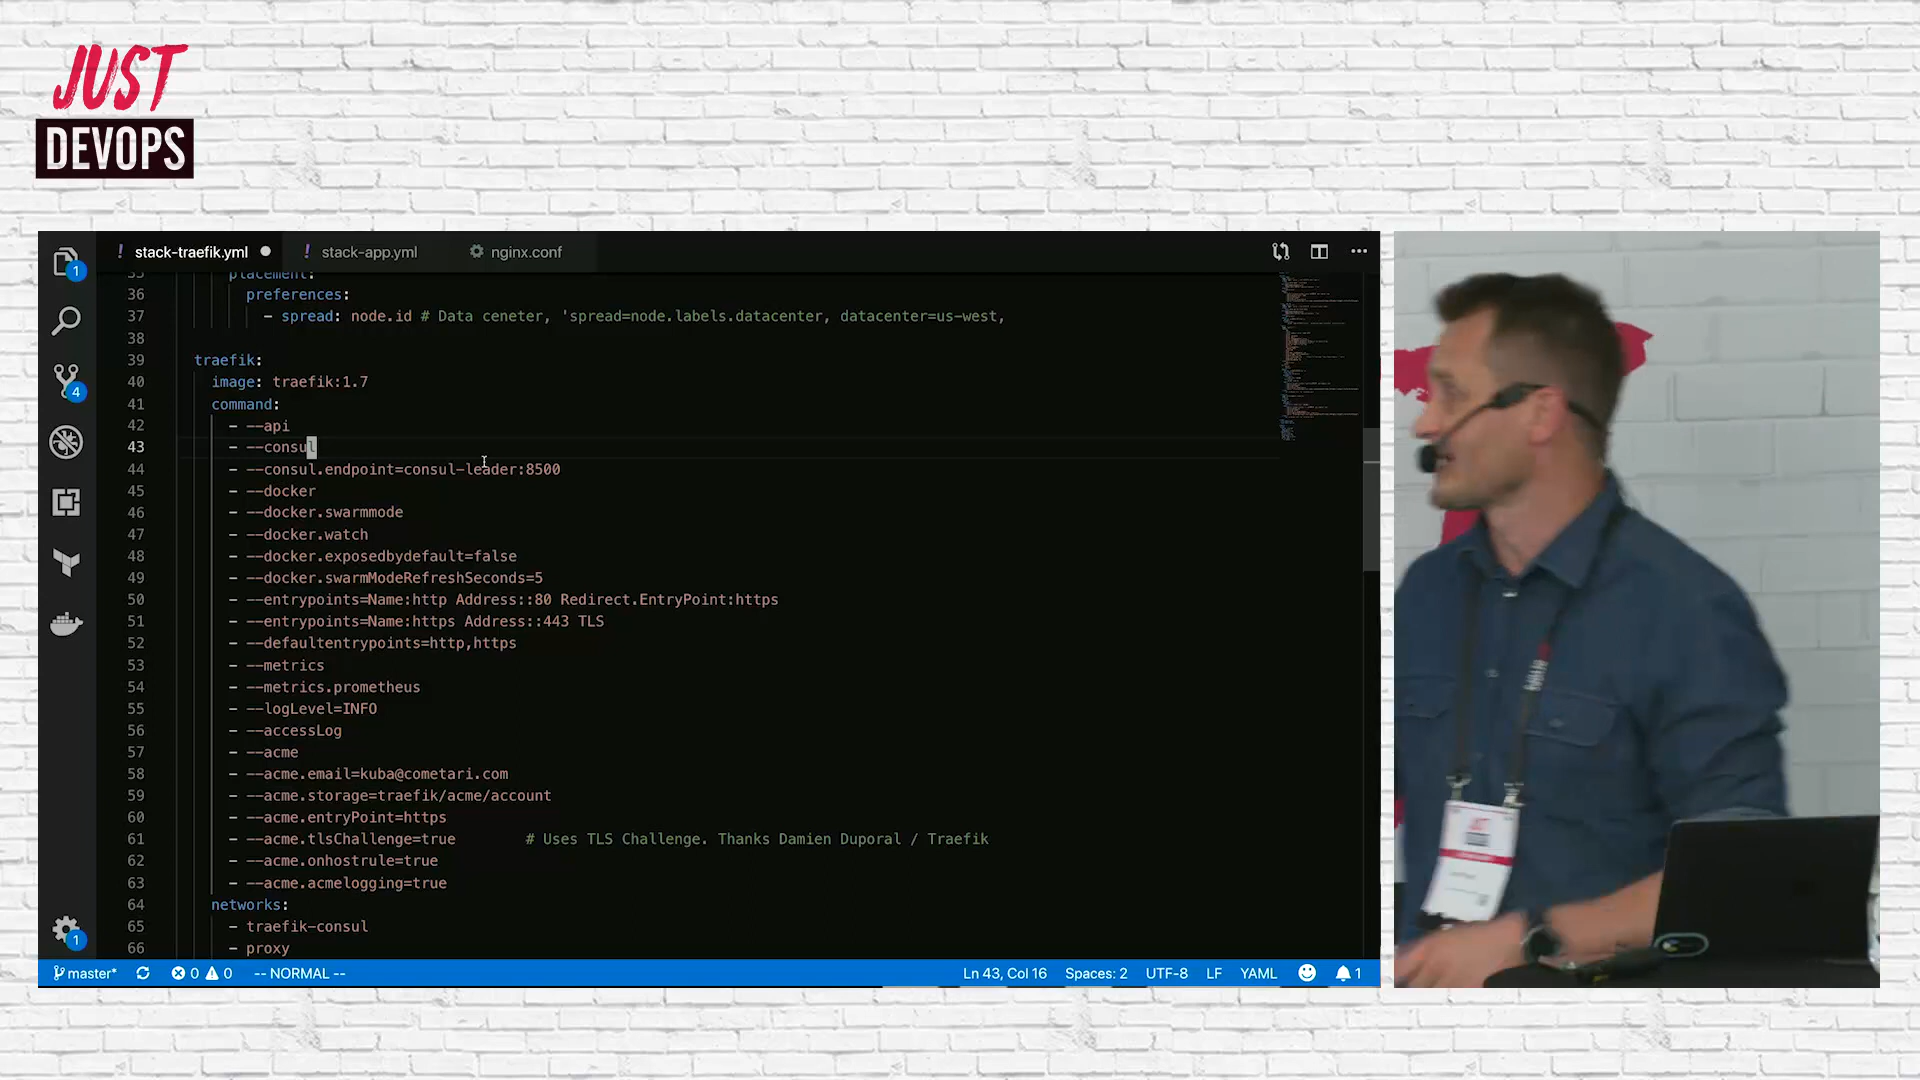 JUST
DEVOPS
! stack-traefik.yml ! stack-app.yml nginx.conf
1
35 placement:
36 preferences:
37 - spread: node.id # Data ceneter, 'spread=node.labels.datacenter, datacenter=us-west,
38
39 traefik:
40 image: traefik:1.7
41 command:
42 - --api
43 - --consul
44 - --consul.endpoint=consul-leader:8500
45 - --docker
46 - --docker.swarmmode
47 - --docker.watch
48 - --docker.exposedbydefault=false
49 - --docker.swarmModeRefreshSeconds=5
50 - --entrypoints=Name:http Address::80 Redirect.EntryPoint:https
51 - --entrypoints=Name:https Address::443 TLS
52 - --defaultentrypoints=http,https
53 - --metrics
54 - --metrics.prometheus
55 - --logLevel=INFO
56 - --accessLog
57 - --acme
58 - --acme.email=kuba@cometari.com
59 - --acme.storage=traefik/acme/account
60 - --acme.entryPoint=https
61 - --acme.tlsChallenge=true # Uses TLS Challenge. Thanks Damien Duporal / Traefik
62 - --acme.onhostrule=true
63 - --acme.acmelogging=true
64 networks:
65 - traefik-consul
66 - proxy
4
1
master* 0 0 -- NORMAL -- Ln 43, Col 16 Spaces: 2 UTF-8 LF YAML 1
JUST